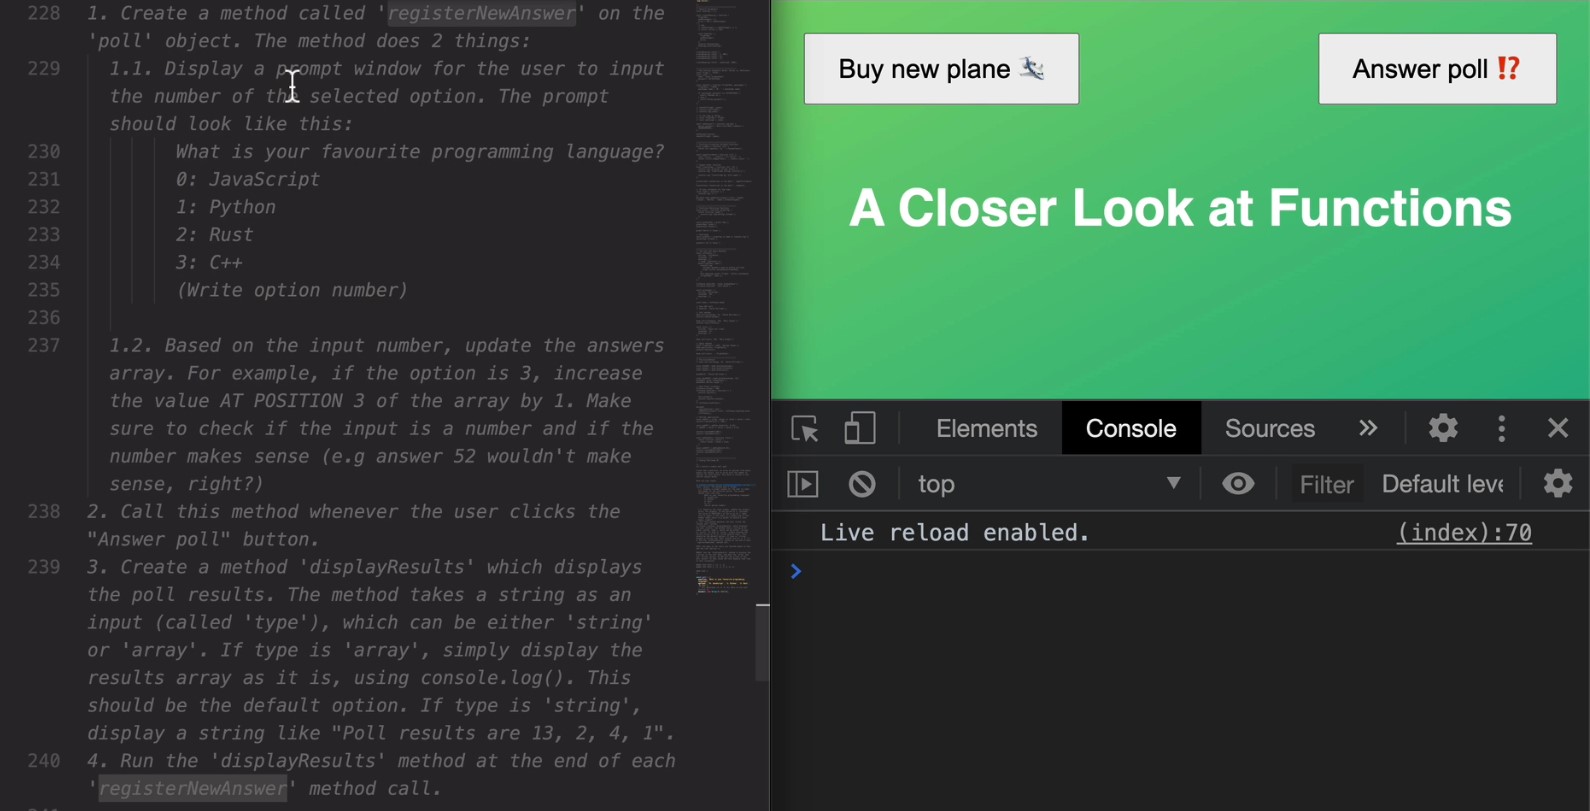 228 1. Create a method called 'registerNewAnswer' on the
'poll' object. The method does 2 things:
229 1.1. Display a prompt window for the user to input
the number of the selected option. The prompt
should look like this:
230 What is your favourite programming language?
231 0: JavaScript
232 1: Python
233 2: Rust
234 3: C++
235 (Write option number)
236
237 1.2. Based on the input number, update the answers
array. For example, if the option is 3, increase
the value AT POSITION 3 of the array by 1. Make
sure to check if the input is a number and if the
number makes sense (e.g answer 52 wouldn't make
sense, right?)
238 2. Call this method whenever the user clicks the
"Answer poll" button.
239 3. Create a method 'displayResults' which displays
the poll results. The method takes a string as an
input (called 'type'), which can be either 'string'
or 'array'. If type is 'array', simply display the
results array as it is, using console.log(). This
should be the default option. If type is 'string',
display a string like "Poll results are 13, 2, 4, 1".
240 4. Run the 'displayResults' method at the end of each
'registerNewAnswer' method call.
Buy new plane 🛩
Answer poll ⁉️
A Closer Look at Functions
Elements Console Sources »
top Filter Default leve
Live reload enabled. (index):70